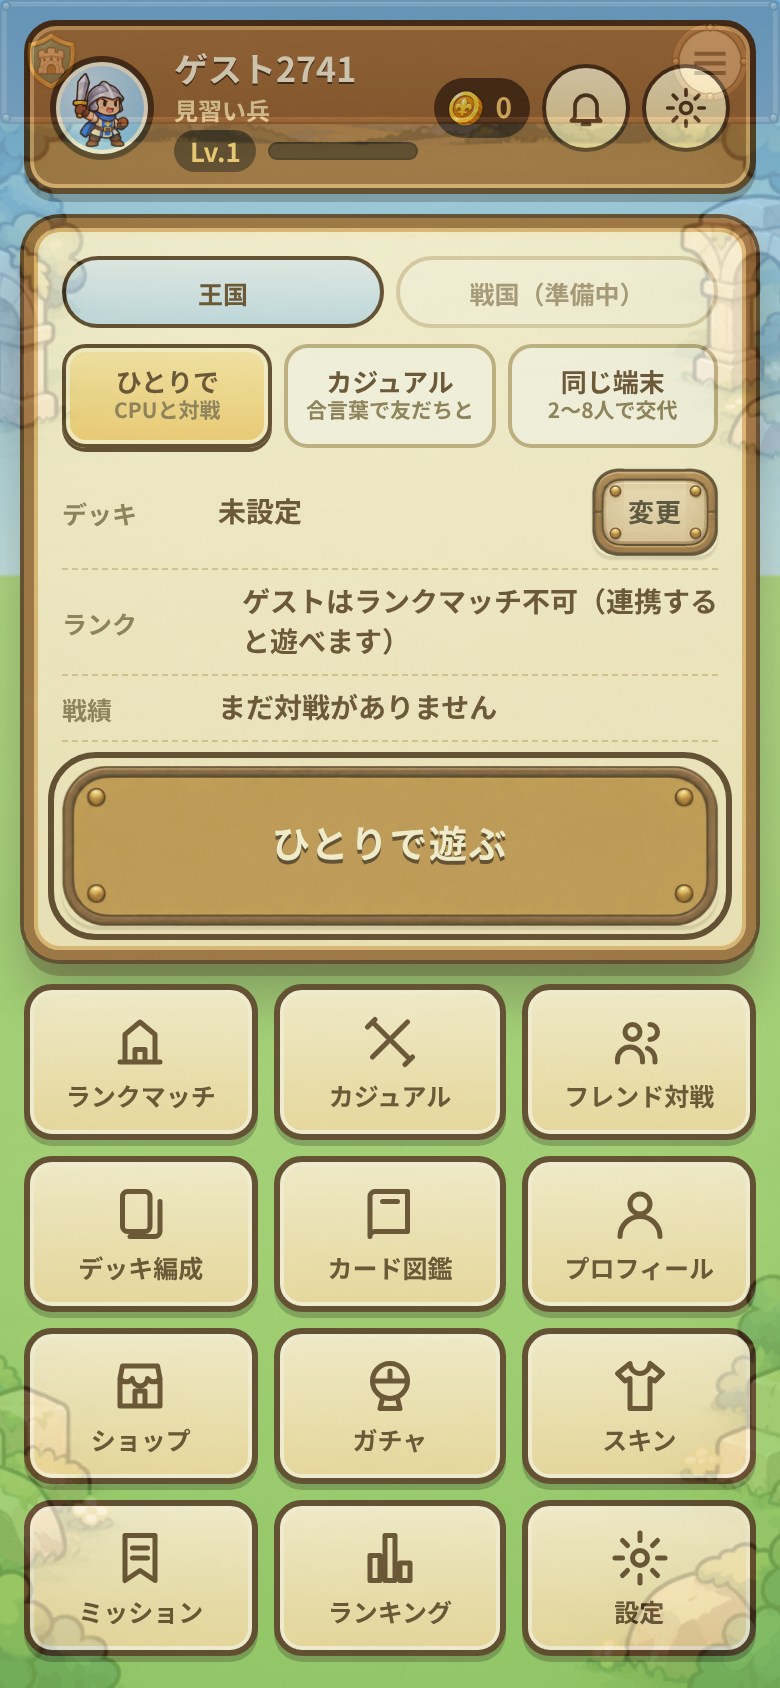 ゲスト2741
見習い兵
Lv.1
0
王国
戦国（準備中）
ひとりで
CPUと対戦
カジュアル
合言葉で友だちと
同じ端末
2〜8人で交代
デッキ
未設定
変更
ランク
ゲストはランクマッチ不可（連携する
と遊べます）
戦績
まだ対戦がありません
ひとりで遊ぶ
ランクマッチ
カジュアル
フレンド対戦
デッキ編成
カード図鑑
プロフィール
ショップ
ガチャ
スキン
ミッション
ランキング
設定